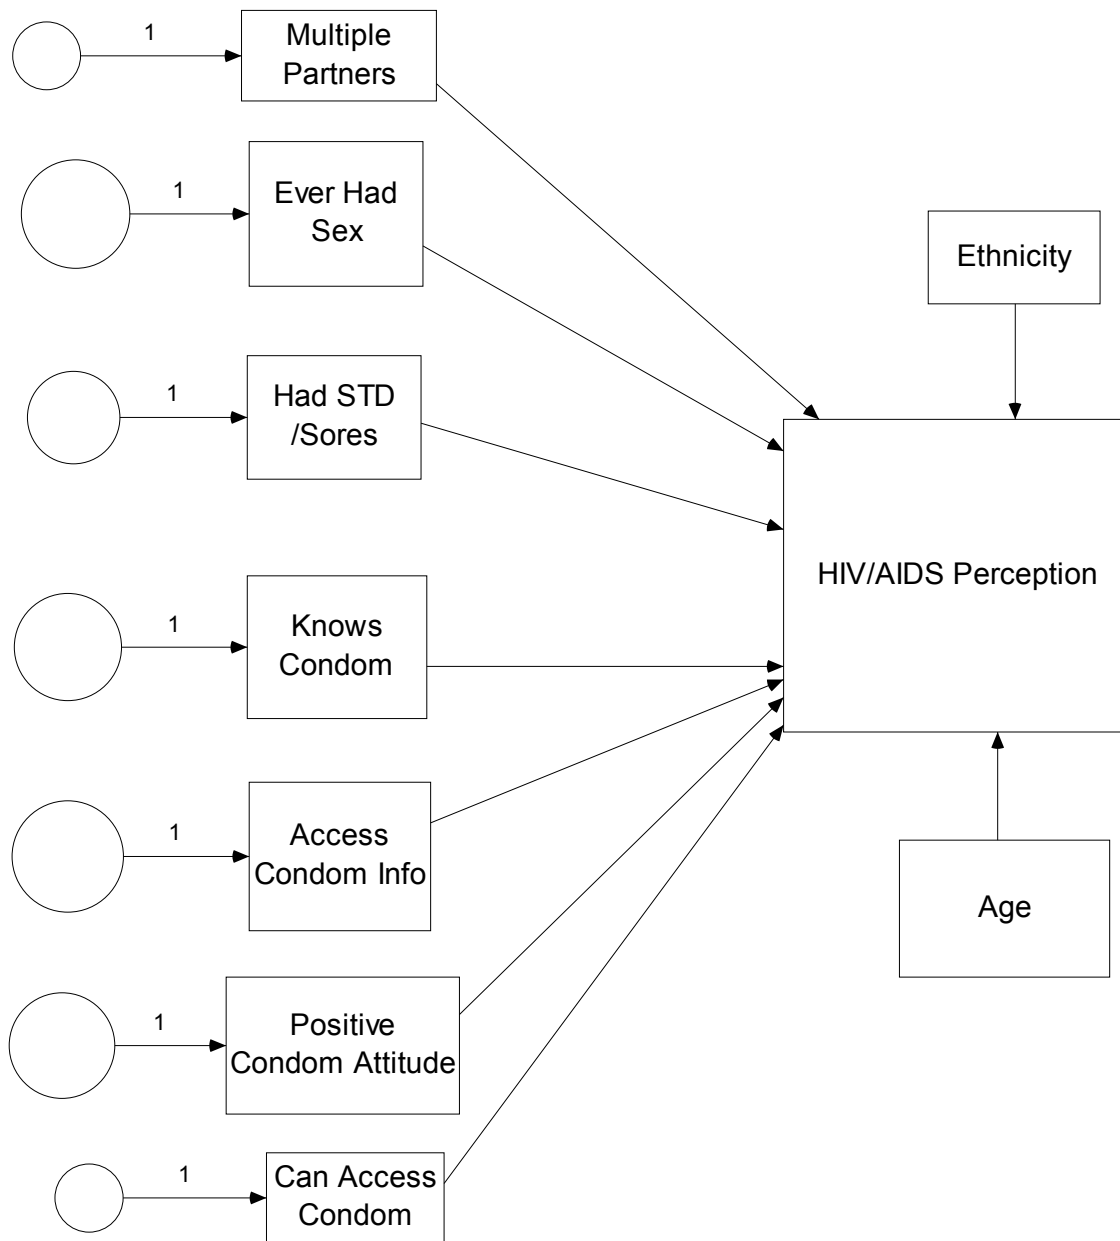 1
Multiple
Partners
1
Ever Had
Sex
Ethnicity
1
Had STD
/Sores
HIV/AIDS Perception
1
Knows
Condom
1
Access
Condom Info
Age
1
Positive
Condom Attitude
1
Can Access
Condom